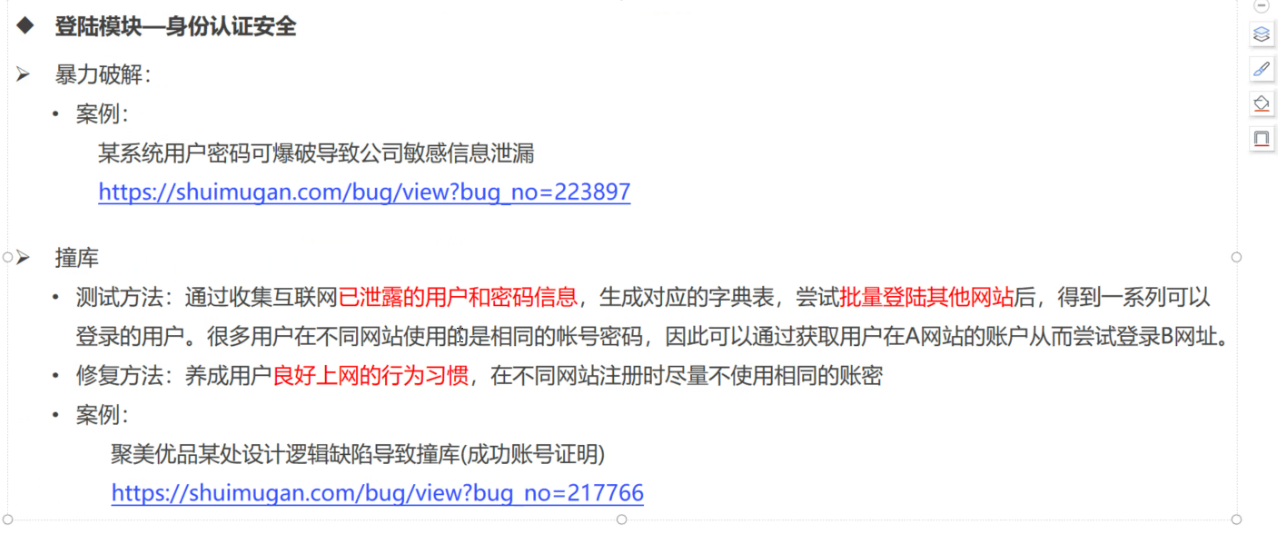 ◆ 登陆模块—身份认证安全
➢ 暴力破解：
• 案例：
某系统用户密码可爆破导致公司敏感信息泄漏
https://shuimugan.com/bug/view?bug_no=223897
➢ 撞库
• 测试方法：通过收集互联网已泄露的用户和密码信息，生成对应的字典表，尝试批量登陆其他网站后，得到一系列可以
登录的用户。很多用户在不同网站使用的是相同的帐号密码，因此可以通过获取用户在A网站的账户从而尝试登录B网址。
• 修复方法：养成用户良好上网的行为习惯，在不同网站注册时尽量不使用相同的账密
• 案例：
聚美优品某处设计逻辑缺陷导致撞库(成功账号证明)
https://shuimugan.com/bug/view?bug_no=217766